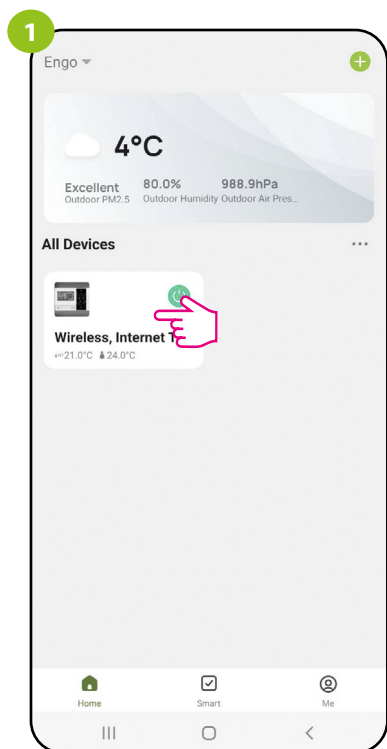 1
Engo
4°C
Excellent 80.0% 988.9hPa
Outdoor PM2.5 Outdoor Humidity Outdoor Air Pres...
All Devices
Wireless, Internet T
21.0°C 24.0°C
Home Smart Me